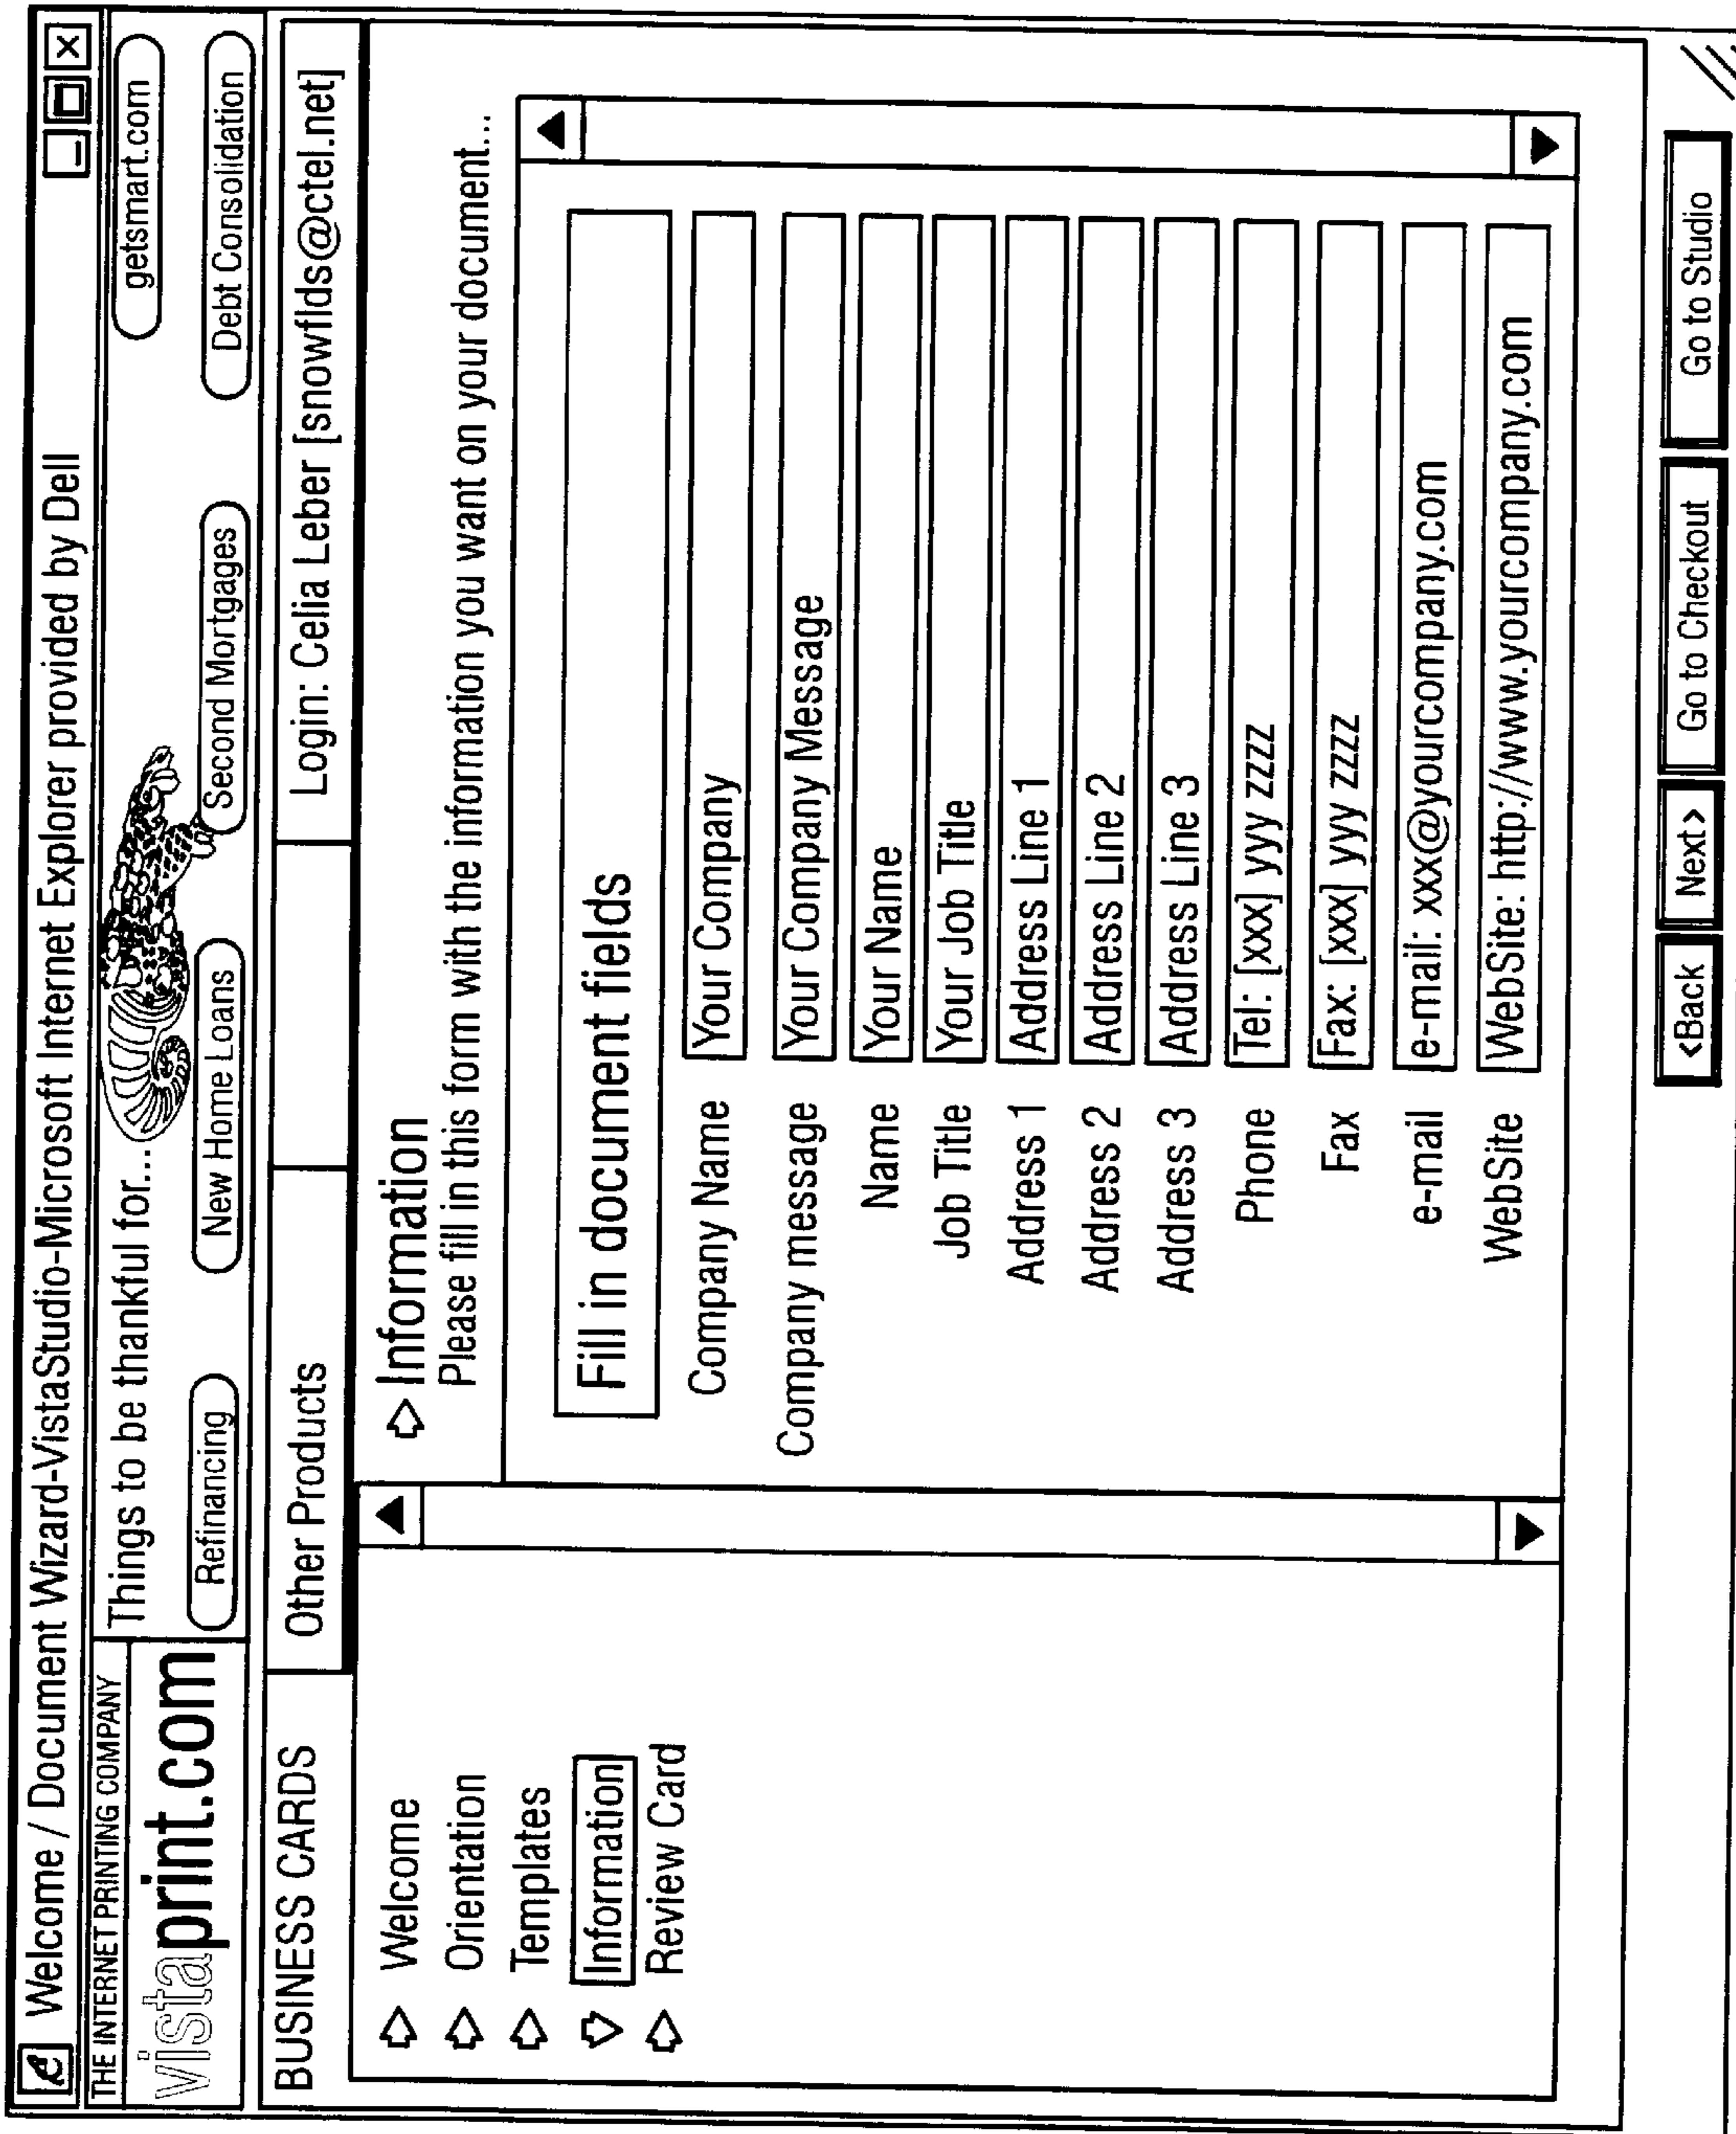 Welcome / Document Wizard-VistaStudio-Microsoft Internet Explorer provided by Dell
THE INTERNET PRINTING COMPANY
vistaprint.com
Things to be thankful for...
getsmart.com
Refinancing
New Home Loans
Second Mortgages
Debt Consolidation
BUSINESS CARDS
Other Products
Login: Celia Leber [snowflds@ctel.net]
Welcome
Orientation
Templates
Information
Review Card
Information
Please fill in this form with the information you want on your document...
Fill in document fields
Company Name Your Company
Company message Your Company Message
Name Your Name
Job Title Your Job Title
Address 1 Address Line 1
Address 2 Address Line 2
Address 3 Address Line 3
Phone Tel: [xxx] yyy zzzz
Fax Fax: [xxx] yyy zzzz
e-mail e-mail: xxx@yourcompany.com
WebSite WebSite: http://www.yourcompany.com
<Back Next> Go to Checkout Go to Studio